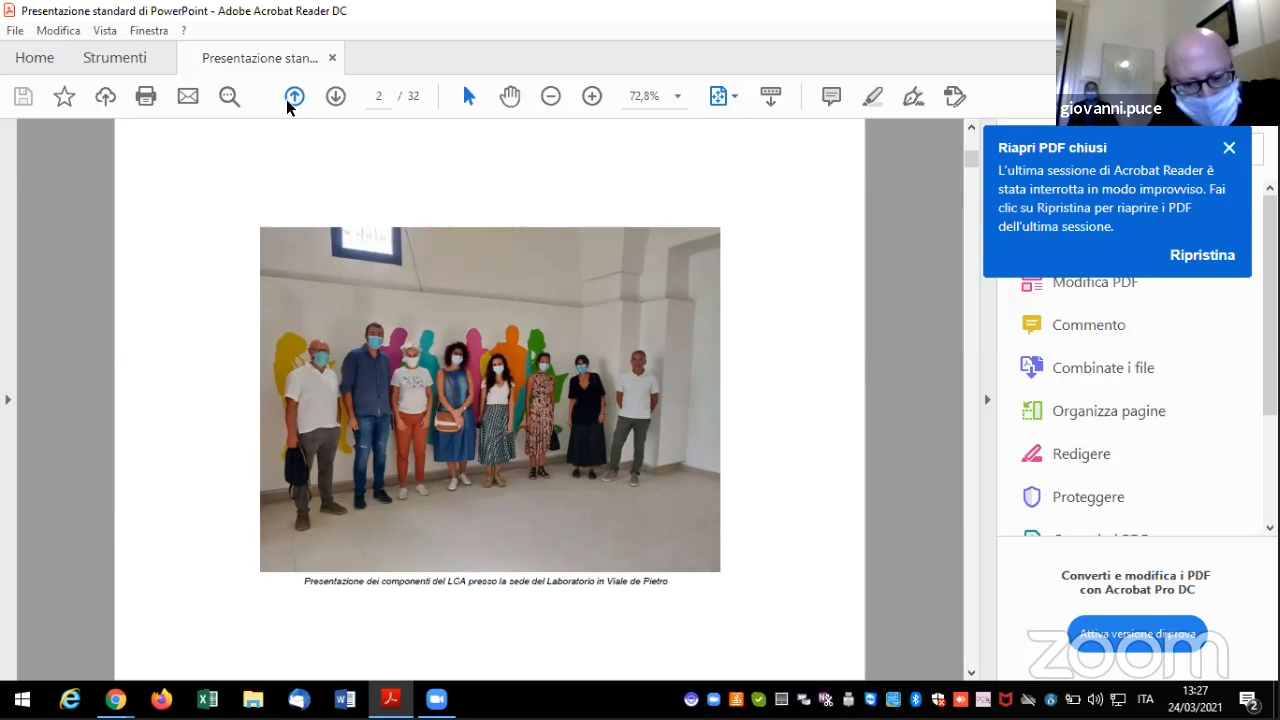 Presentazione standard di PowerPoint - Adobe Acrobat Reader DC
File Modifica Vista Finestra ?
Home Strumenti Presentazione stan... ×
2 / 32 72,8%
giovanni.puce
Riapri PDF chiusi
L'ultima sessione di Acrobat Reader è
stata interrotta in modo improvviso. Fai
clic su Ripristina per riaprire i PDF
dell'ultima sessione.
Ripristina
Modifica PDF
Commento
Combinate i file
Organizza pagine
Redigere
Proteggere
Presentazione dei componenti del LCA presso la sede del Laboratorio in Viale de Pietro
Converti e modifica i PDF
con Acrobat Pro DC
Attiva versione di prova
zoom
ITA
13:27
24/03/2021
2